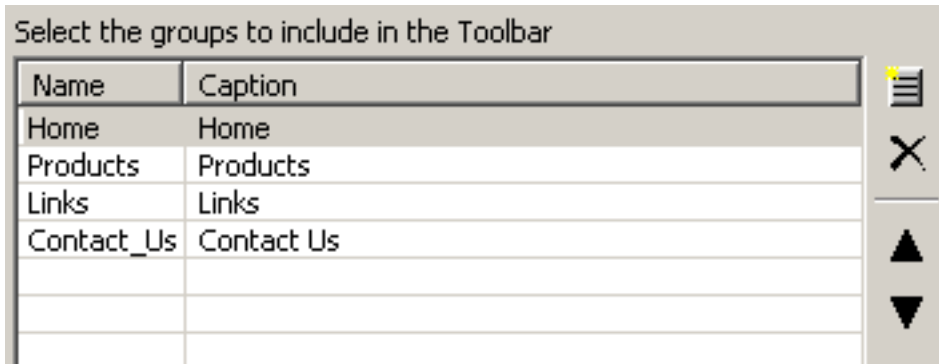 Select the groups to include in the Toolbar
Name Caption
Home Home
Products Products
Links Links
Contact_Us Contact Us